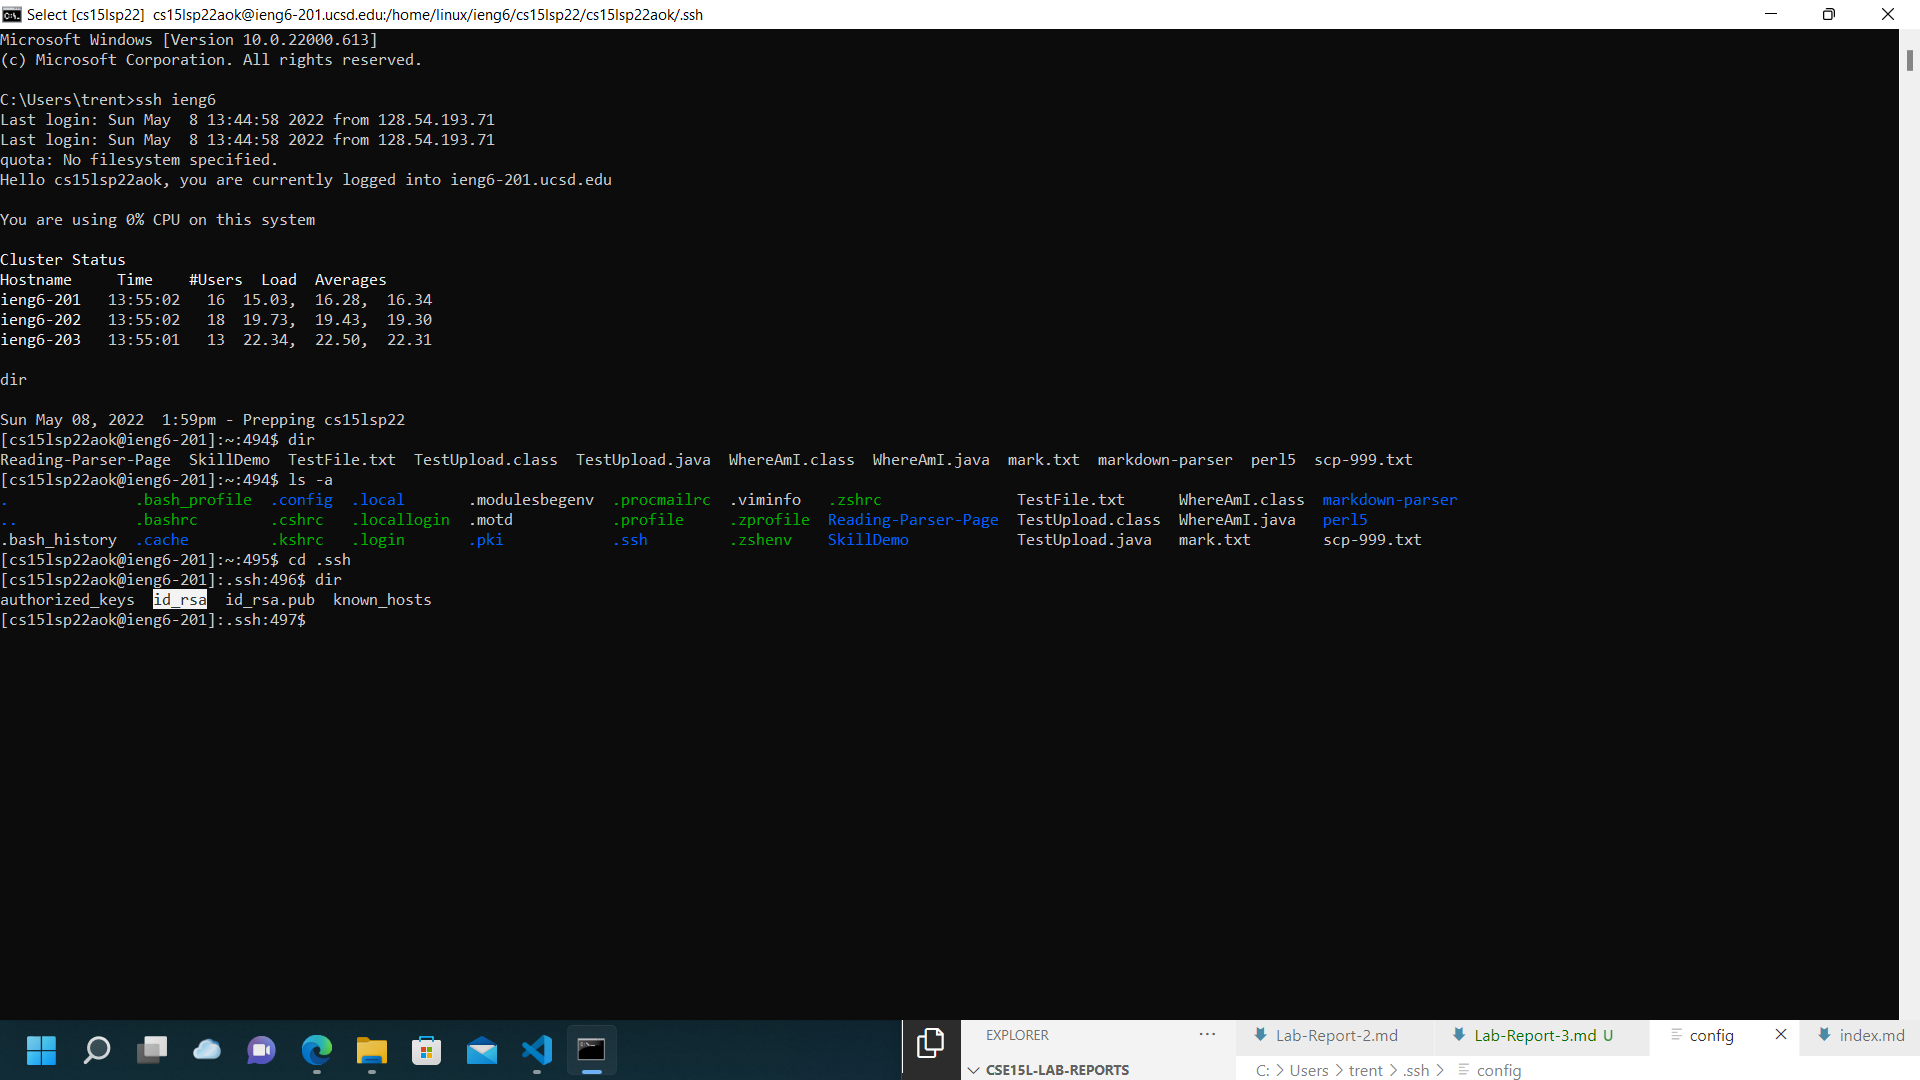 Select [cs15lsp22]  cs15lsp22aok@ieng6-201.ucsd.edu:/home/linux/ieng6/cs15lsp22/cs15lsp22aok/.ssh
Microsoft Windows [Version 10.0.22000.613]
(c) Microsoft Corporation. All rights reserved.
C:\Users\trent>ssh ieng6
Last login: Sun May  8 13:44:58 2022 from 128.54.193.71
Last login: Sun May  8 13:44:58 2022 from 128.54.193.71
quota: No filesystem specified.
Hello cs15lsp22aok, you are currently logged into ieng6-201.ucsd.edu
You are using 0% CPU on this system
Cluster Status
Hostname     Time    #Users  Load  Averages
ieng6-201   13:55:02   16  15.03,  16.28,  16.34
ieng6-202   13:55:02   18  19.73,  19.43,  19.30
ieng6-203   13:55:01   13  22.34,  22.50,  22.31
dir
Sun May 08, 2022  1:59pm - Prepping cs15lsp22
[cs15lsp22aok@ieng6-201]:~:494$ dir
Reading-Parser-Page  SkillDemo  TestFile.txt  TestUpload.class  TestUpload.java  WhereAmI.class  WhereAmI.java  mark.txt  markdown-parser  perl5  scp-999.txt
[cs15lsp22aok@ieng6-201]:~:494$ ls -a
.              .bash_profile  .config  .local       .modulesbegenv  .procmailrc  .viminfo   .zshrc               TestFile.txt      WhereAmI.class  markdown-parser
..             .bashrc        .cshrc   .locallogin  .motd           .profile     .zprofile  Reading-Parser-Page  TestUpload.class  WhereAmI.java   perl5
.bash_history  .cache         .kshrc   .login       .pki            .ssh         .zshenv    SkillDemo            TestUpload.java   mark.txt        scp-999.txt
[cs15lsp22aok@ieng6-201]:~:495$ cd .ssh
[cs15lsp22aok@ieng6-201]:.ssh:496$ dir
authorized_keys  id_rsa  id_rsa.pub  known_hosts
[cs15lsp22aok@ieng6-201]:.ssh:497$
EXPLORER ··· Lab-Report-2.md Lab-Report-3.md U config index.md
CSE15L-LAB-REPORTS C: > Users > trent > .ssh > config